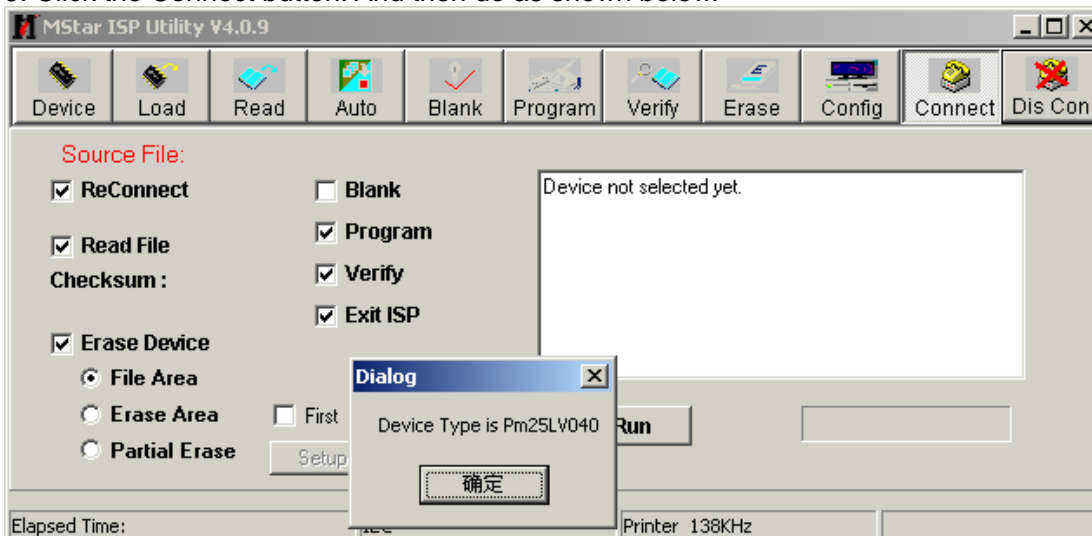 MStar ISP Utility V4.0.9
Device Load Read Auto Blank Program Verify Erase Config Connect Dis Con
Source File:
ReConnect Blank Device not selected yet.
Read File Program
Checksum : Verify
Exit ISP
Erase Device
File Area Dialog
Erase Area First Device Type is Pm25LV040 Run
Partial Erase Setup
确定
Elapsed Time: Printer 138KHz